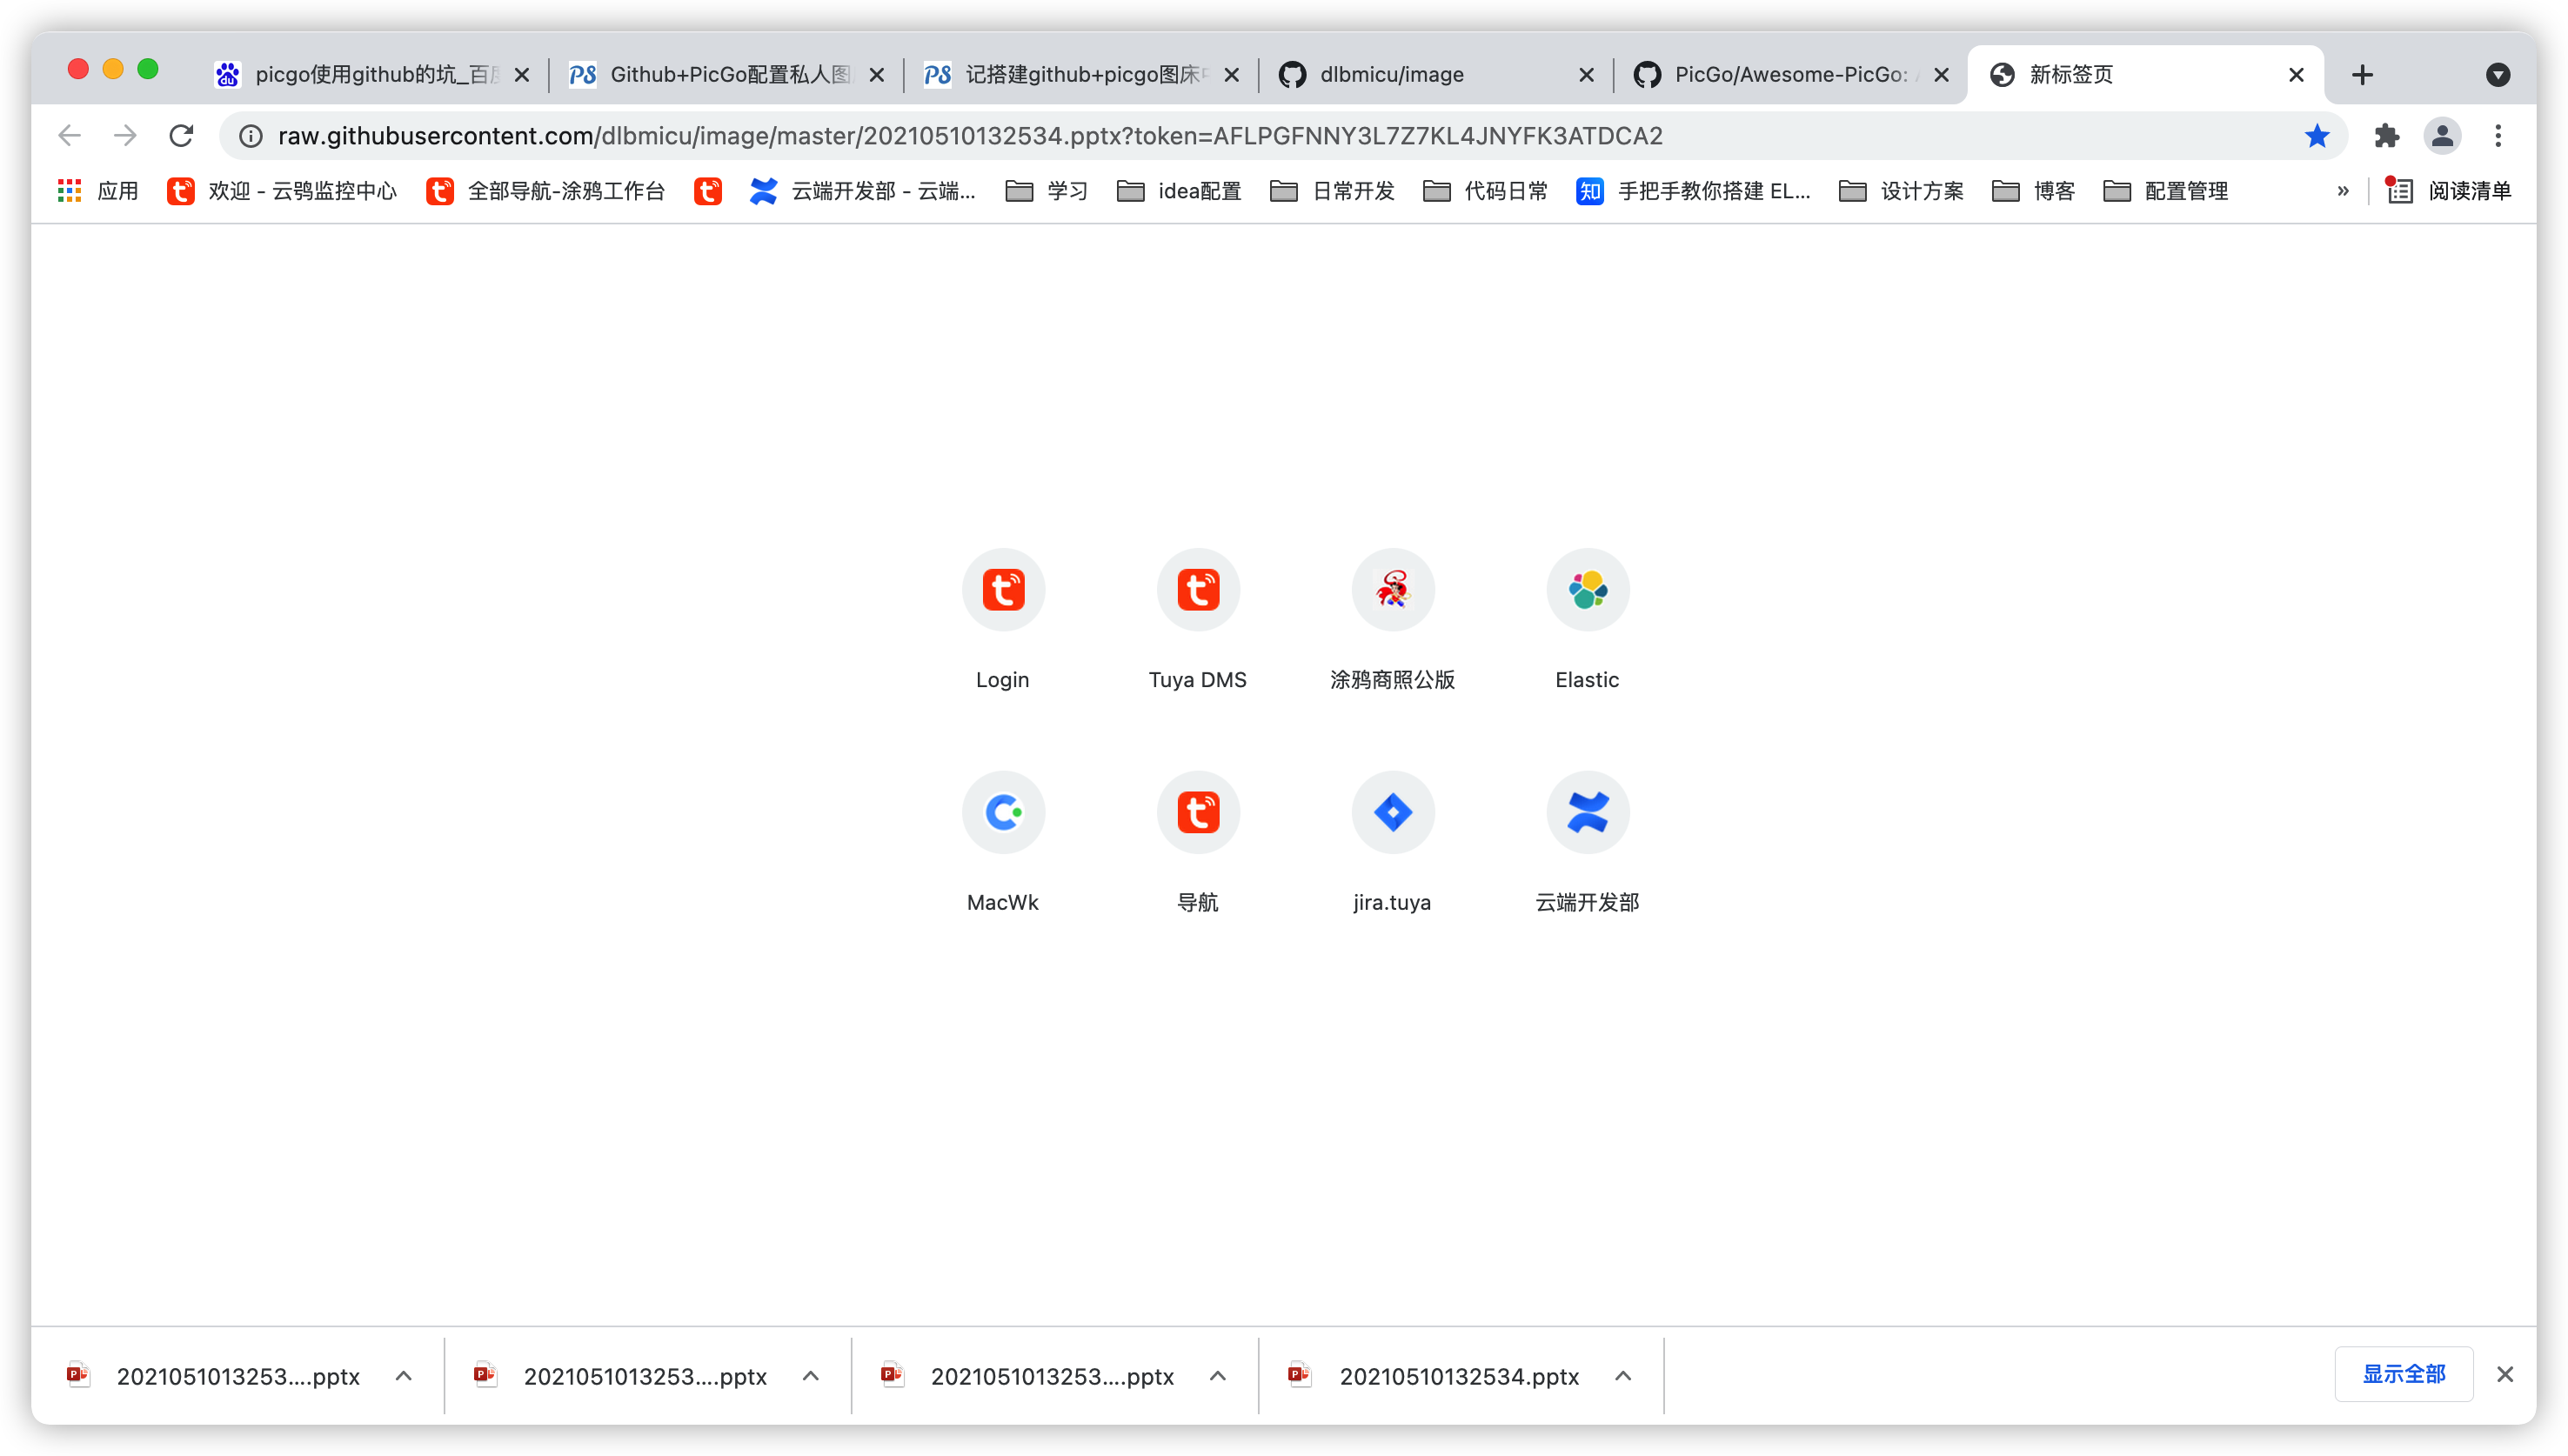 picgo使用github的坑_百度
Github+PicGo配置私人图
记搭建github+picgo图床中
dlbmicu/image
PicGo/Awesome-PicGo:
新标签页
raw.githubusercontent.com/dlbmicu/image/master/20210510132534.pptx?token=AFLPGFNNY3L7Z7KL4JNYFK3ATDCA2
应用
欢迎 - 云鸮监控中心
全部导航-涂鸦工作台
云端开发部 - 云端...
学习
idea配置
日常开发
代码日常
知
手把手教你搭建 EL...
设计方案
博客
配置管理
»
阅读清单
Login
Tuya DMS
涂鸦商照公版
Elastic
MacWk
导航
jira.tuya
云端开发部
2021051013253....pptx
2021051013253....pptx
2021051013253....pptx
20210510132534.pptx
显示全部